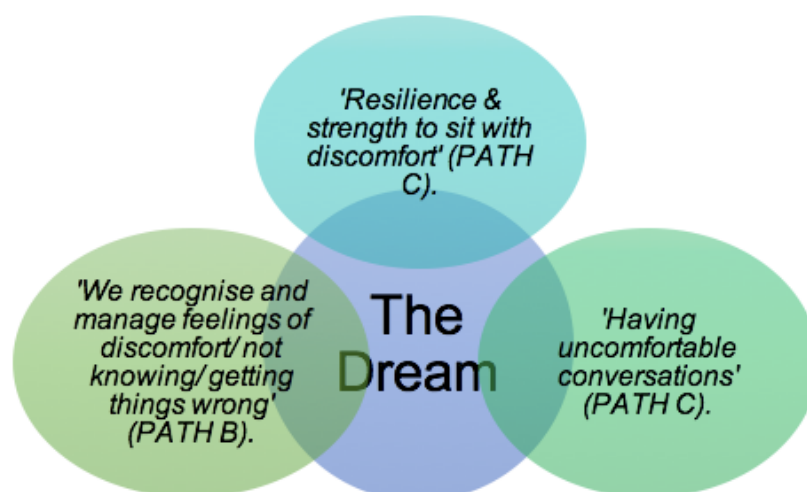 'Resilience &
strength to sit with
discomfort' (PATH
C).
'We recognise and
manage feelings of
discomfort/ not
knowing/ getting
things wrong'
(PATH B).
The
Dream
'Having
uncomfortable
conversations'
(PATH C).